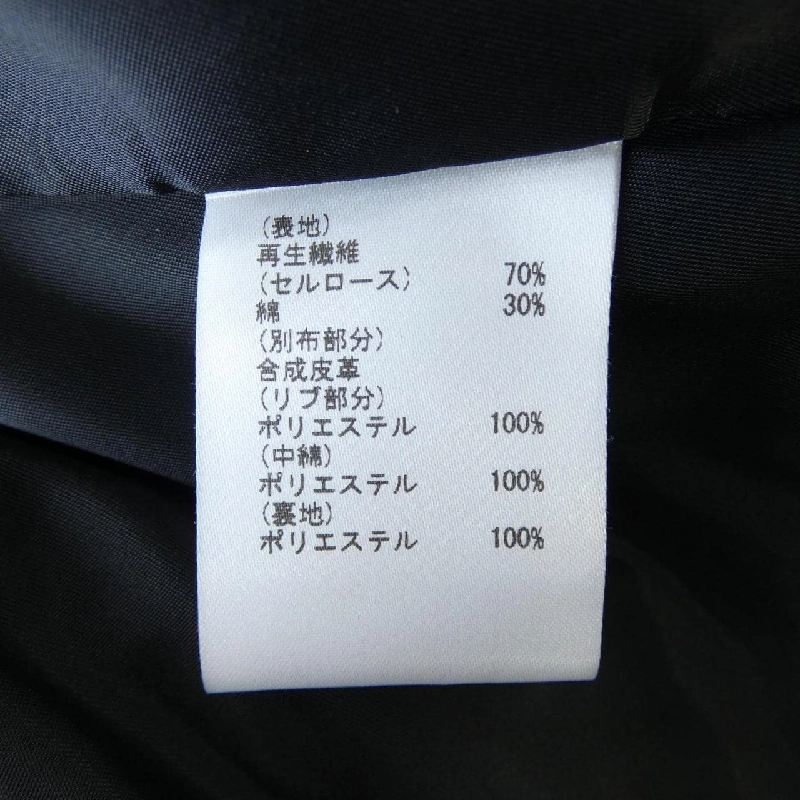 (表地)
再生繊維
(セルロース) 70%
綿 30%
(別布部分)
合成皮革
(リブ部分)
ポリエステル 100%
(中綿)
ポリエステル 100%
(裏地)
ポリエステル 100%